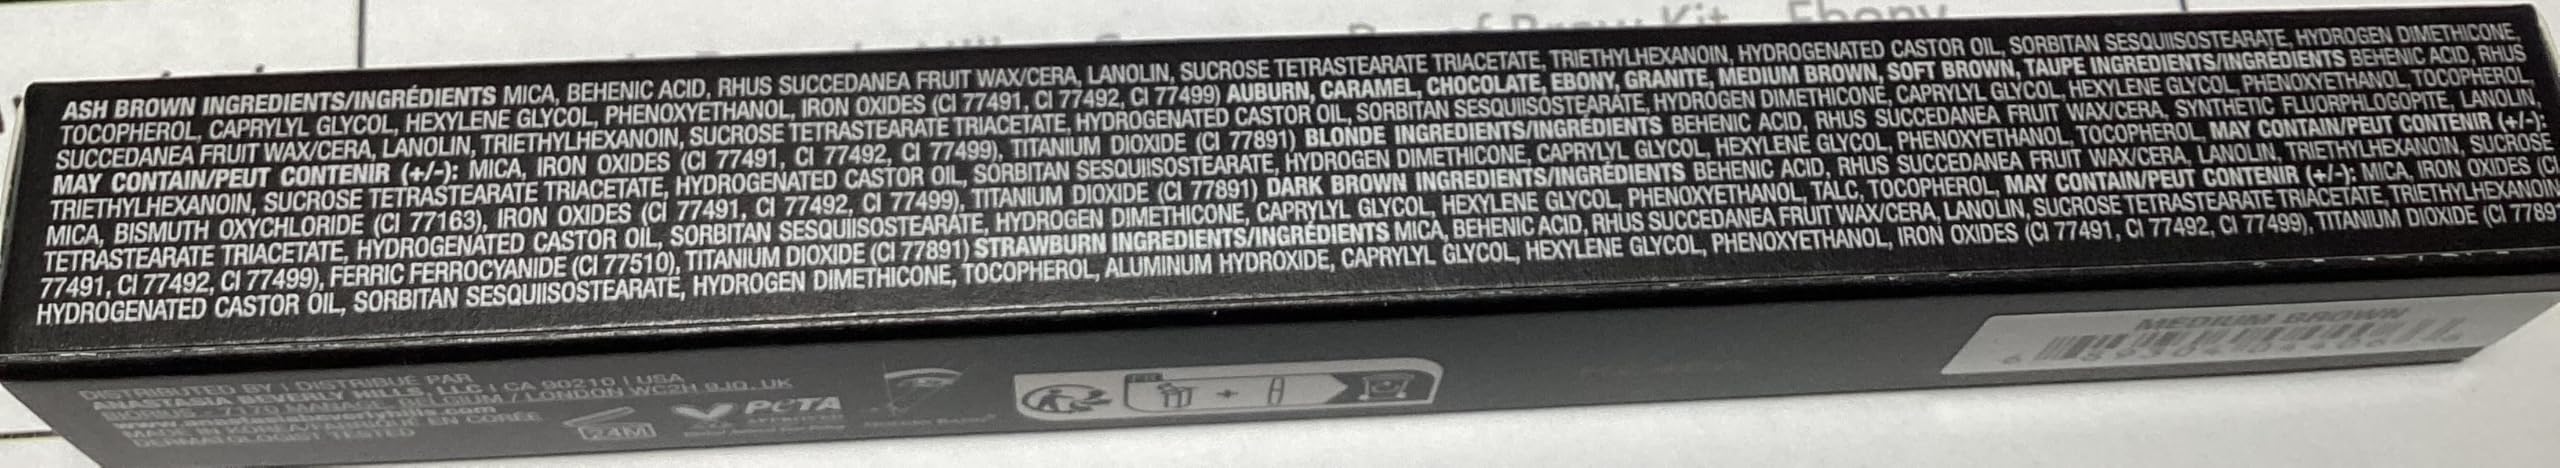 Brow Kit - Ebony
ASH BROWN INGREDIENTS/INGRÉDIENTS MICA, BEHENIC ACID, RHUS SUCCEDANEA FRUIT WAX/CERA, LANOLIN, SUCROSE TETRASTEARATE TRIACETATE, TRIETHYLHEXANOIN, HYDROGENATED CASTOR OIL, SORBITAN SESQUIISOSTEARATE, HYDROGEN DIMETHICONE,
TOCOPHEROL, CAPRYLYL GLYCOL, HEXYLENE GLYCOL, PHENOXYETHANOL, IRON OXIDES (CI 77491, CI 77492, CI 77499) AUBURN, CARAMEL, CHOCOLATE, EBONY, GRANITE, MEDIUM BROWN, SOFT BROWN, TAUPE INGREDIENTS/INGRÉDIENTS BEHENIC ACID, RHUS
SUCCEDANEA FRUIT WAX/CERA, LANOLIN, TRIETHYLHEXANOIN, SUCROSE TETRASTEARATE TRIACETATE, HYDROGENATED CASTOR OIL, SORBITAN SESQUIISOSTEARATE, HYDROGEN DIMETHICONE, CAPRYLYL GLYCOL, HEXYLENE GLYCOL, PHENOXYETHANOL, TOCOPHEROL,
MAY CONTAIN/PEUT CONTENIR (+/-): MICA, IRON OXIDES (CI 77491, CI 77492, CI 77499), TITANIUM DIOXIDE (CI 77891) BLONDE INGREDIENTS/INGRÉDIENTS BEHENIC ACID, RHUS SUCCEDANEA FRUIT WAX/CERA, SYNTHETIC FLUORPHLOGOPITE, LANOLIN,
TRIETHYLHEXANOIN, SUCROSE TETRASTEARATE TRIACETATE, HYDROGENATED CASTOR OIL, SORBITAN SESQUIISOSTEARATE, HYDROGEN DIMETHICONE, CAPRYLYL GLYCOL, HEXYLENE GLYCOL, PHENOXYETHANOL, TOCOPHEROL, MAY CONTAIN/PEUT CONTENIR (+/-):
MICA, BISMUTH OXYCHLORIDE (CI 77163), IRON OXIDES (CI 77491, CI 77492, CI 77499), TITANIUM DIOXIDE (CI 77891) DARK BROWN INGREDIENTS/INGRÉDIENTS BEHENIC ACID, RHUS SUCCEDANEA FRUIT WAX/CERA, LANOLIN, TRIETHYLHEXANOIN, SUCROSE
TETRASTEARATE TRIACETATE, HYDROGENATED CASTOR OIL, SORBITAN SESQUIISOSTEARATE, HYDROGEN DIMETHICONE, CAPRYLYL GLYCOL, HEXYLENE GLYCOL, PHENOXYETHANOL, TALC, TOCOPHEROL, MAY CONTAIN/PEUT CONTENIR (+/-): MICA, IRON OXIDES (CI
77491, CI 77492, CI 77499), FERRIC FERROCYANIDE (CI 77510), TITANIUM DIOXIDE (CI 77891) STRAWBURN INGREDIENTS/INGRÉDIENTS MICA, BEHENIC ACID, RHUS SUCCEDANEA FRUIT WAX/CERA, LANOLIN, SUCROSE TETRASTEARATE TRIACETATE, TRIETHYLHEXANOIN,
HYDROGENATED CASTOR OIL, SORBITAN SESQUIISOSTEARATE, HYDROGEN DIMETHICONE, TOCOPHEROL, ALUMINUM HYDROXIDE, CAPRYLYL GLYCOL, HEXYLENE GLYCOL, PHENOXYETHANOL, IRON OXIDES (CI 77491, CI 77492, CI 77499), TITANIUM DIOXIDE (CI 7789
DISTRIBUTED BY | DISTRIBUÉ PAR
ANASTASIA BEVERLY HILLS LLC | CA 90210 | USA
7170 BELGIUM / LONDON WC2H 9JQ, UK
EN CORÉE
DERMATOLOGIST TESTED
24M
PETA
FR
MEDIUM BROWN